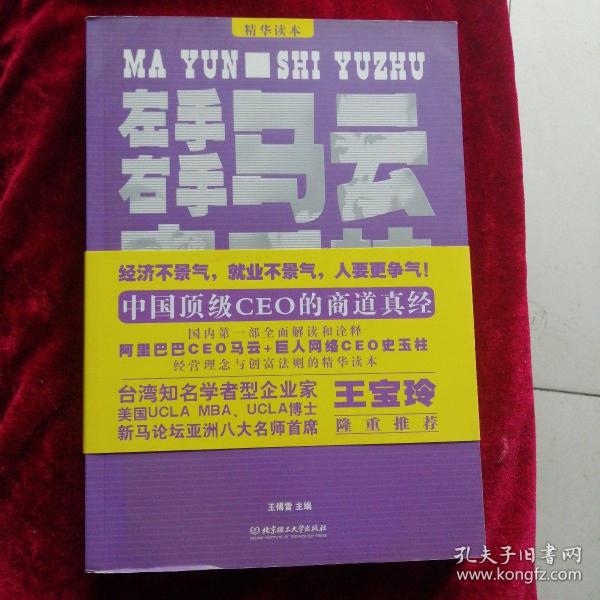 精华读本
MA YUN SHI YUZHU
左手马云
右手
经济不景气，就业不景气，人要更争气！
中国顶级CEO的商道真经
国内第一部全面解读和诠释
阿里巴巴CEO马云+巨人网络CEO史玉柱
经营理念与创富法则的精华读本
台湾知名学者型企业家
美国UCLA MBA、UCLA博士
新马论坛亚洲八大名师首席
王宝玲
隆重推荐
王傅雷 主编
北京理工大学出版社
BEIJING INSTITUTE OF TECHNOLOGY PRESS
孔夫子旧书网
www.kongfz.com